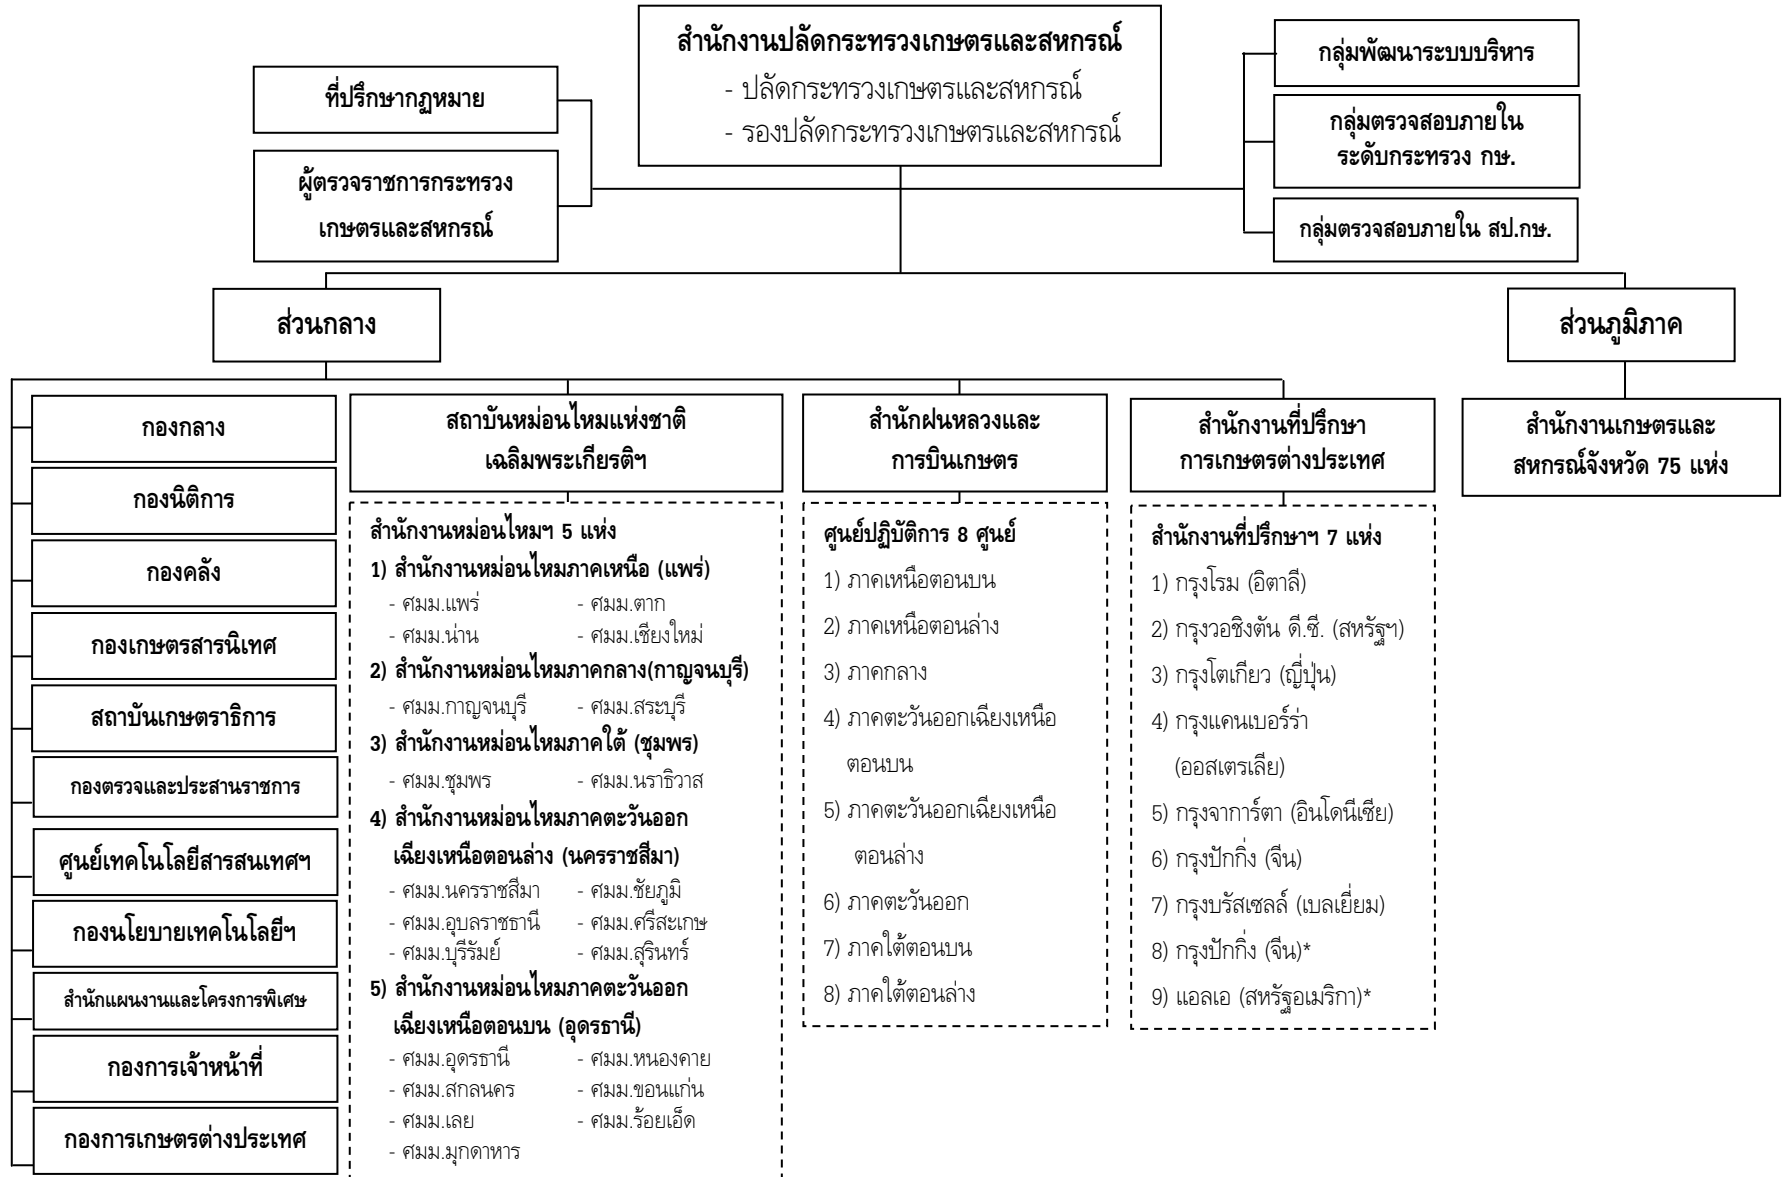 สำนักงานปลัดกระทรวงเกษตรและสหกรณ์
- ปลัดกระทรวงเกษตรและสหกรณ์
- รองปลัดกระทรวงเกษตรและสหกรณ์
ที่ปรึกษากฎหมาย
ผู้ตรวจราชการกระทรวง
เกษตรและสหกรณ์
กลุ่มพัฒนาระบบบริหาร
กลุ่มตรวจสอบภายใน
ระดับกระทรวง กษ.
กลุ่มตรวจสอบภายใน สป.กษ.
ส่วนกลาง
ส่วนภูมิภาค
กองกลาง
กองนิติการ
กองคลัง
กองเกษตรสารนิเทศ
สถาบันเกษตราธิการ
กองตรวจและประสานราชการ
ศูนย์เทคโนโลยีสารสนเทศฯ
กองนโยบายเทคโนโลยีฯ
สำนักแผนงานและโครงการพิเศษ
กองการเจ้าหน้าที่
กองการเกษตรต่างประเทศ
สถาบันหม่อนไหมแห่งชาติ
เฉลิมพระเกียรติฯ
สำนักงานหม่อนไหมฯ 5 แห่ง
1) สำนักงานหม่อนไหมภาคเหนือ (แพร่)
- ศมม.แพร่ - ศมม.ตาก
- ศมม.น่าน - ศมม.เชียงใหม่
2) สำนักงานหม่อนไหมภาคกลาง(กาญจนบุรี)
- ศมม.กาญจนบุรี - ศมม.สระบุรี
3) สำนักงานหม่อนไหมภาคใต้ (ชุมพร)
- ศมม.ชุมพร - ศมม.นราธิวาส
4) สำนักงานหม่อนไหมภาคตะวันออก
เฉียงเหนือตอนล่าง (นครราชสีมา)
- ศมม.นครราชสีมา - ศมม.ชัยภูมิ
- ศมม.อุบลราชธานี - ศมม.ศรีสะเกษ
- ศมม.บุรีรัมย์ - ศมม.สุรินทร์
5) สำนักงานหม่อนไหมภาคตะวันออก
เฉียงเหนือตอนบน (อุดรธานี)
- ศมม.อุดรธานี - ศมม.หนองคาย
- ศมม.สกลนคร - ศมม.ขอนแก่น
- ศมม.เลย - ศมม.ร้อยเอ็ด
- ศมม.มุกดาหาร
สำนักฝนหลวงและ
การบินเกษตร
ศูนย์ปฏิบัติการ 8 ศูนย์
1) ภาคเหนือตอนบน
2) ภาคเหนือตอนล่าง
3) ภาคกลาง
4) ภาคตะวันออกเฉียงเหนือ
ตอนบน
5) ภาคตะวันออกเฉียงเหนือ
ตอนล่าง
6) ภาคตะวันออก
7) ภาคใต้ตอนบน
8) ภาคใต้ตอนล่าง
สำนักงานที่ปรึกษา
การเกษตรต่างประเทศ
สำนักงานที่ปรึกษาฯ 7 แห่ง
1) กรุงโรม (อิตาลี)
2) กรุงวอชิงตัน ดี.ซี. (สหรัฐฯ)
3) กรุงโตเกียว (ญี่ปุ่น)
4) กรุงแคนเบอร์ร่า
(ออสเตรเลีย)
5) กรุงจาการ์ตา (อินโดนีเซีย)
6) กรุงปักกิ่ง (จีน)
7) กรุงบรัสเซลล์ (เบลเยี่ยม)
8) กรุงปักกิ่ง (จีน)*
9) แอลเอ (สหรัฐอเมริกา)*
สำนักงานเกษตรและ
สหกรณ์จังหวัด 75 แห่ง